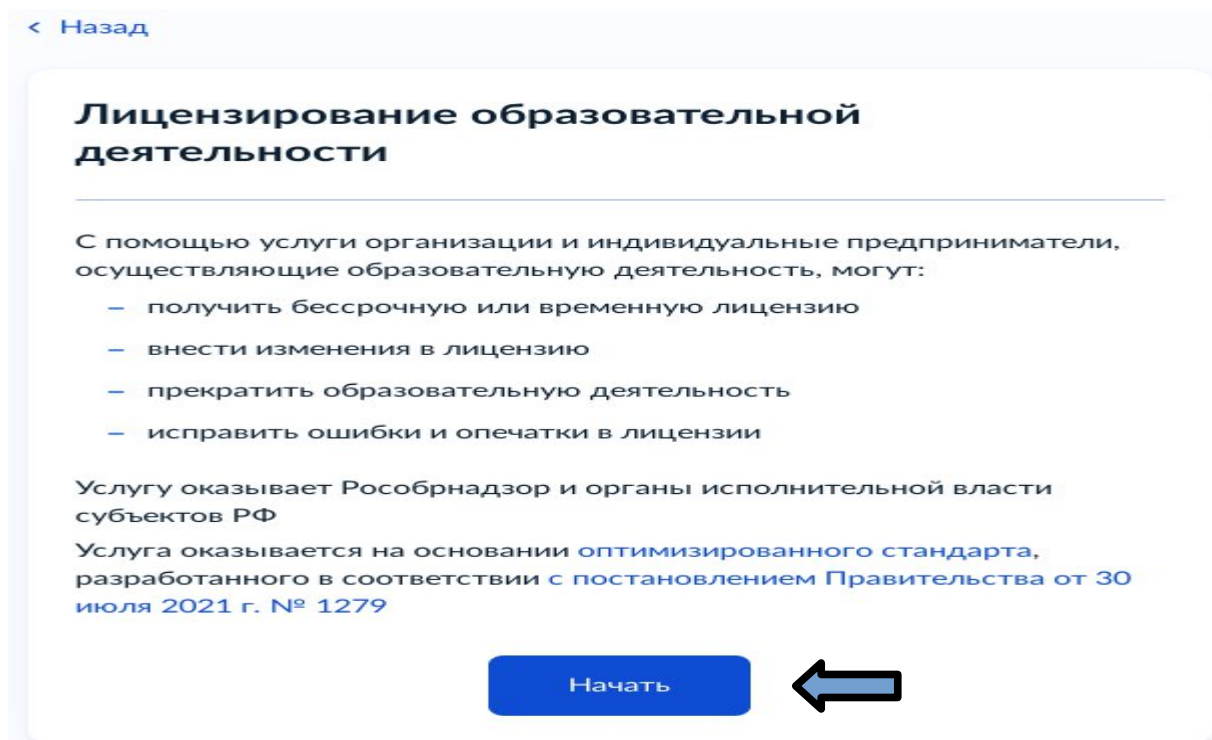 < Назад
Лицензирование образовательной
деятельности
С помощью услуги организации и индивидуальные предприниматели,
осуществляющие образовательную деятельность, могут:
– получить бессрочную или временную лицензию
– внести изменения в лицензию
– прекратить образовательную деятельность
– исправить ошибки и опечатки в лицензии
Услугу оказывает Рособрнадзор и органы исполнительной власти
субъектов РФ
Услуга оказывается на основании оптимизированного стандарта,
разработанного в соответствии с постановлением Правительства от 30
июля 2021 г. № 1279
Начать